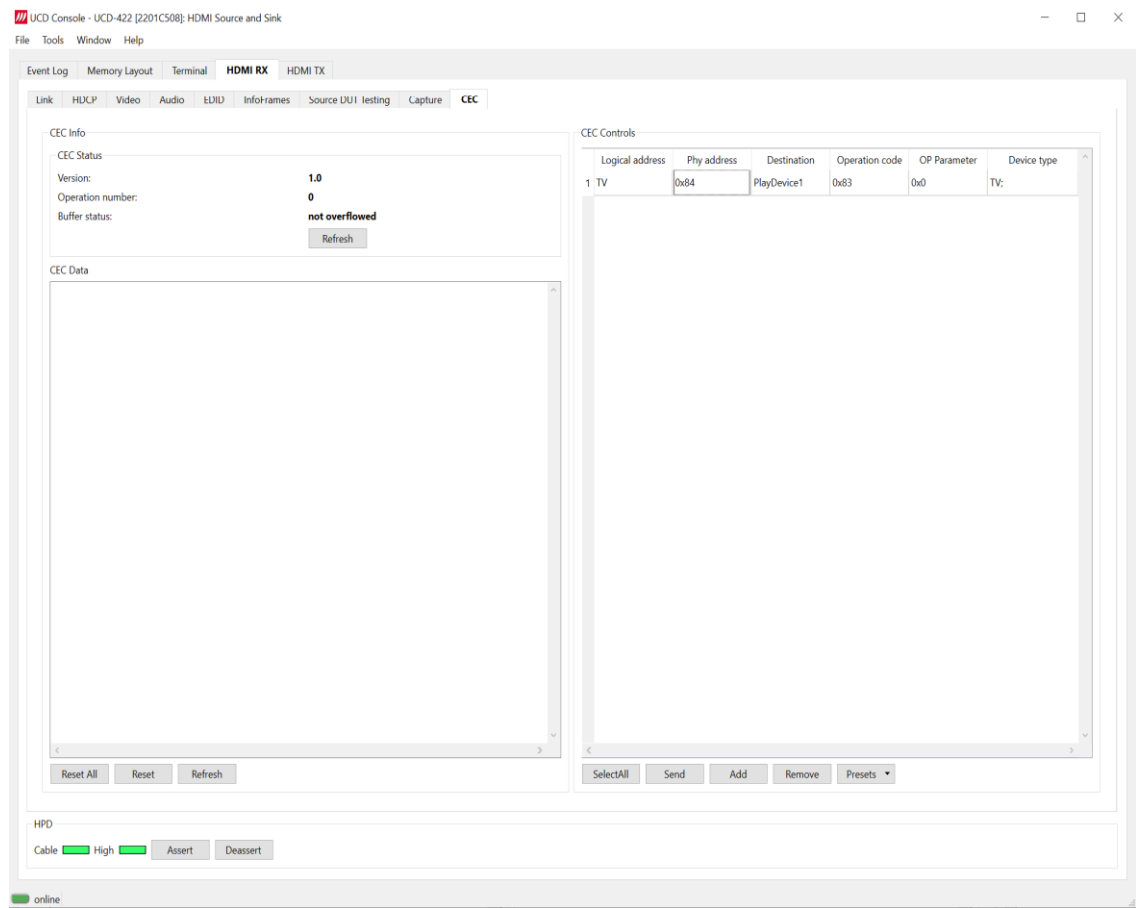 UCD Console - UCD-422 [2201C508]: HDMI Source and Sink
File Tools Window Help
Event Log Memory Layout Terminal HDMI RX HDMI TX
Link HDCP Video Audio EDID InfoFrames Source DUT Testing Capture CEC
CEC Info
CEC Status
Version: 1.0
Operation number: 0
Buffer status: not overflowed
Refresh
CEC Data
Reset All Reset Refresh
CEC Controls
Logical address Phy address Destination Operation code OP Parameter Device type
1 TV 0x84 PlayDevice1 0x83 0x0 TV;
SelectAll Send Add Remove Presets
HPD
Cable High Assert Deassert
online